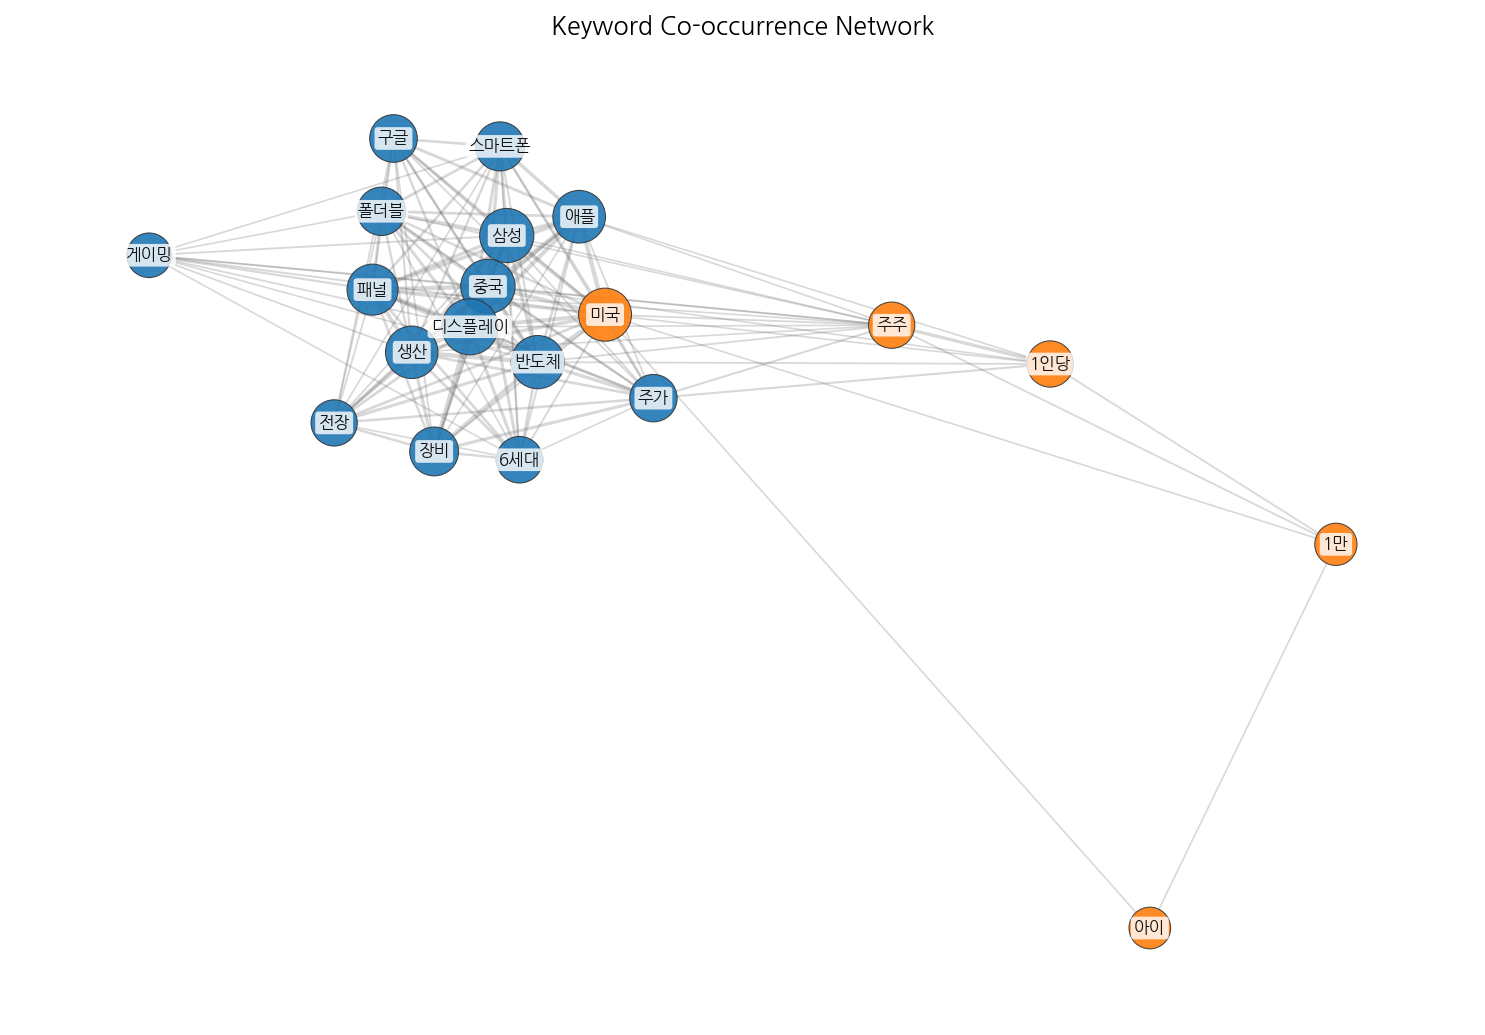 Keyword Co-occurrence Network
구글
스마트폰
폴더블
애플
삼성
게이밍
중국
패널
미국
디스플레이
주주
생산
반도체
1인당
주가
전장
장비
6세대
1만
아이